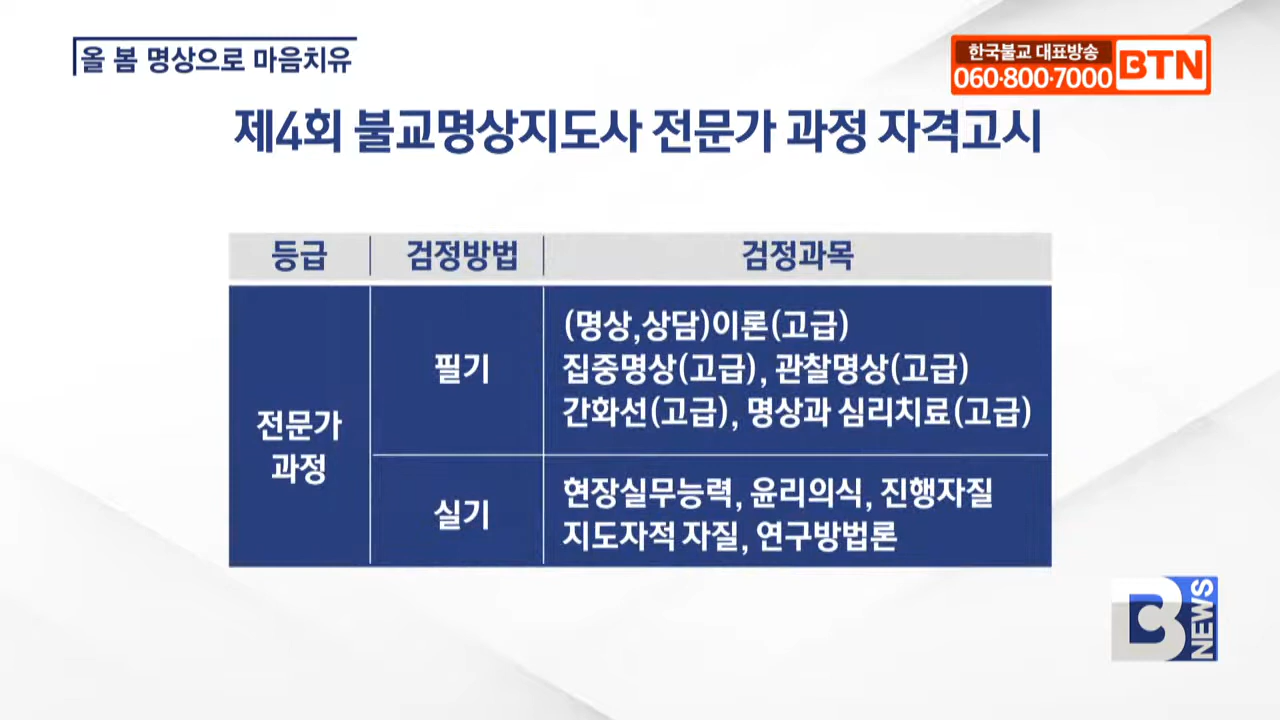 올 봄 명상으로 마음치유
한국불교 대표방송
060·800·7000
BTN
제4회 불교명상지도사 전문가 과정 자격고시
등급 검정방법 검정과목
전문가
과정
필기
(명상,상담)이론(고급)
집중명상(고급), 관찰명상(고급)
간화선(고급), 명상과 심리치료(고급)
실기
현장실무능력, 윤리의식, 진행자질
지도자적 자질, 연구방법론
B NEWS